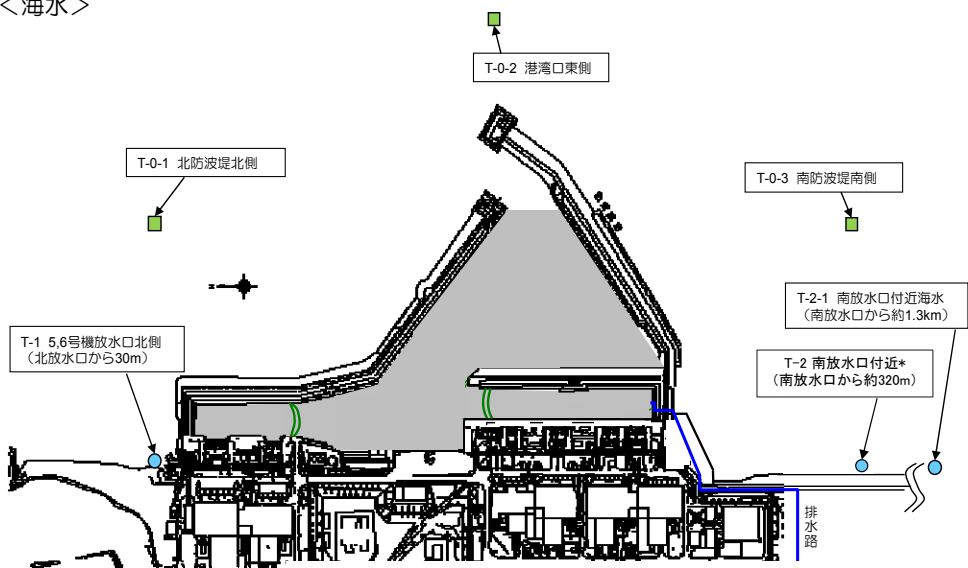 ＜海水＞
T-0-2 港湾口東側
T-0-1 北防波堤北側
T-0-3 南防波堤南側
T-2-1 南放水口付近海水
（南放水口から約1.3km）
T-1 5,6号機放水口北側
（北放水口から30m）
T-2 南放水口付近*
（南放水口から約320m）
排水路